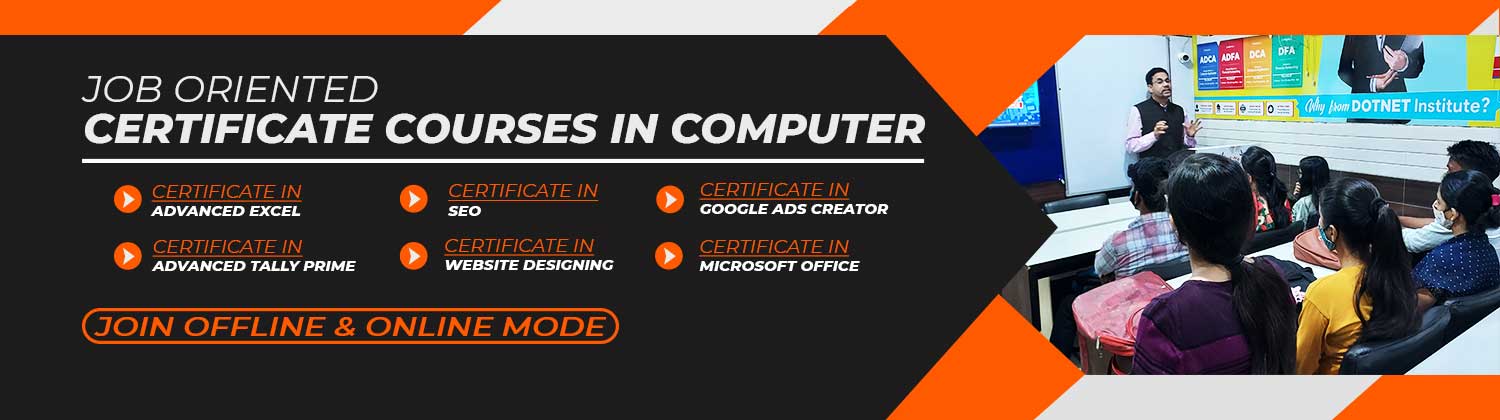 JOB ORIENTED
CERTIFICATE COURSES IN COMPUTER
CERTIFICATE IN
ADVANCED EXCEL
CERTIFICATE IN
SEO
CERTIFICATE IN
GOOGLE ADS CREATOR
CERTIFICATE IN
ADVANCED TALLY PRIME
CERTIFICATE IN
WEBSITE DESIGNING
CERTIFICATE IN
MICROSOFT OFFICE
JOIN OFFLINE & ONLINE MODE
ADCA
ADFA
DCA
DFA
Why from DOTNET Institute?